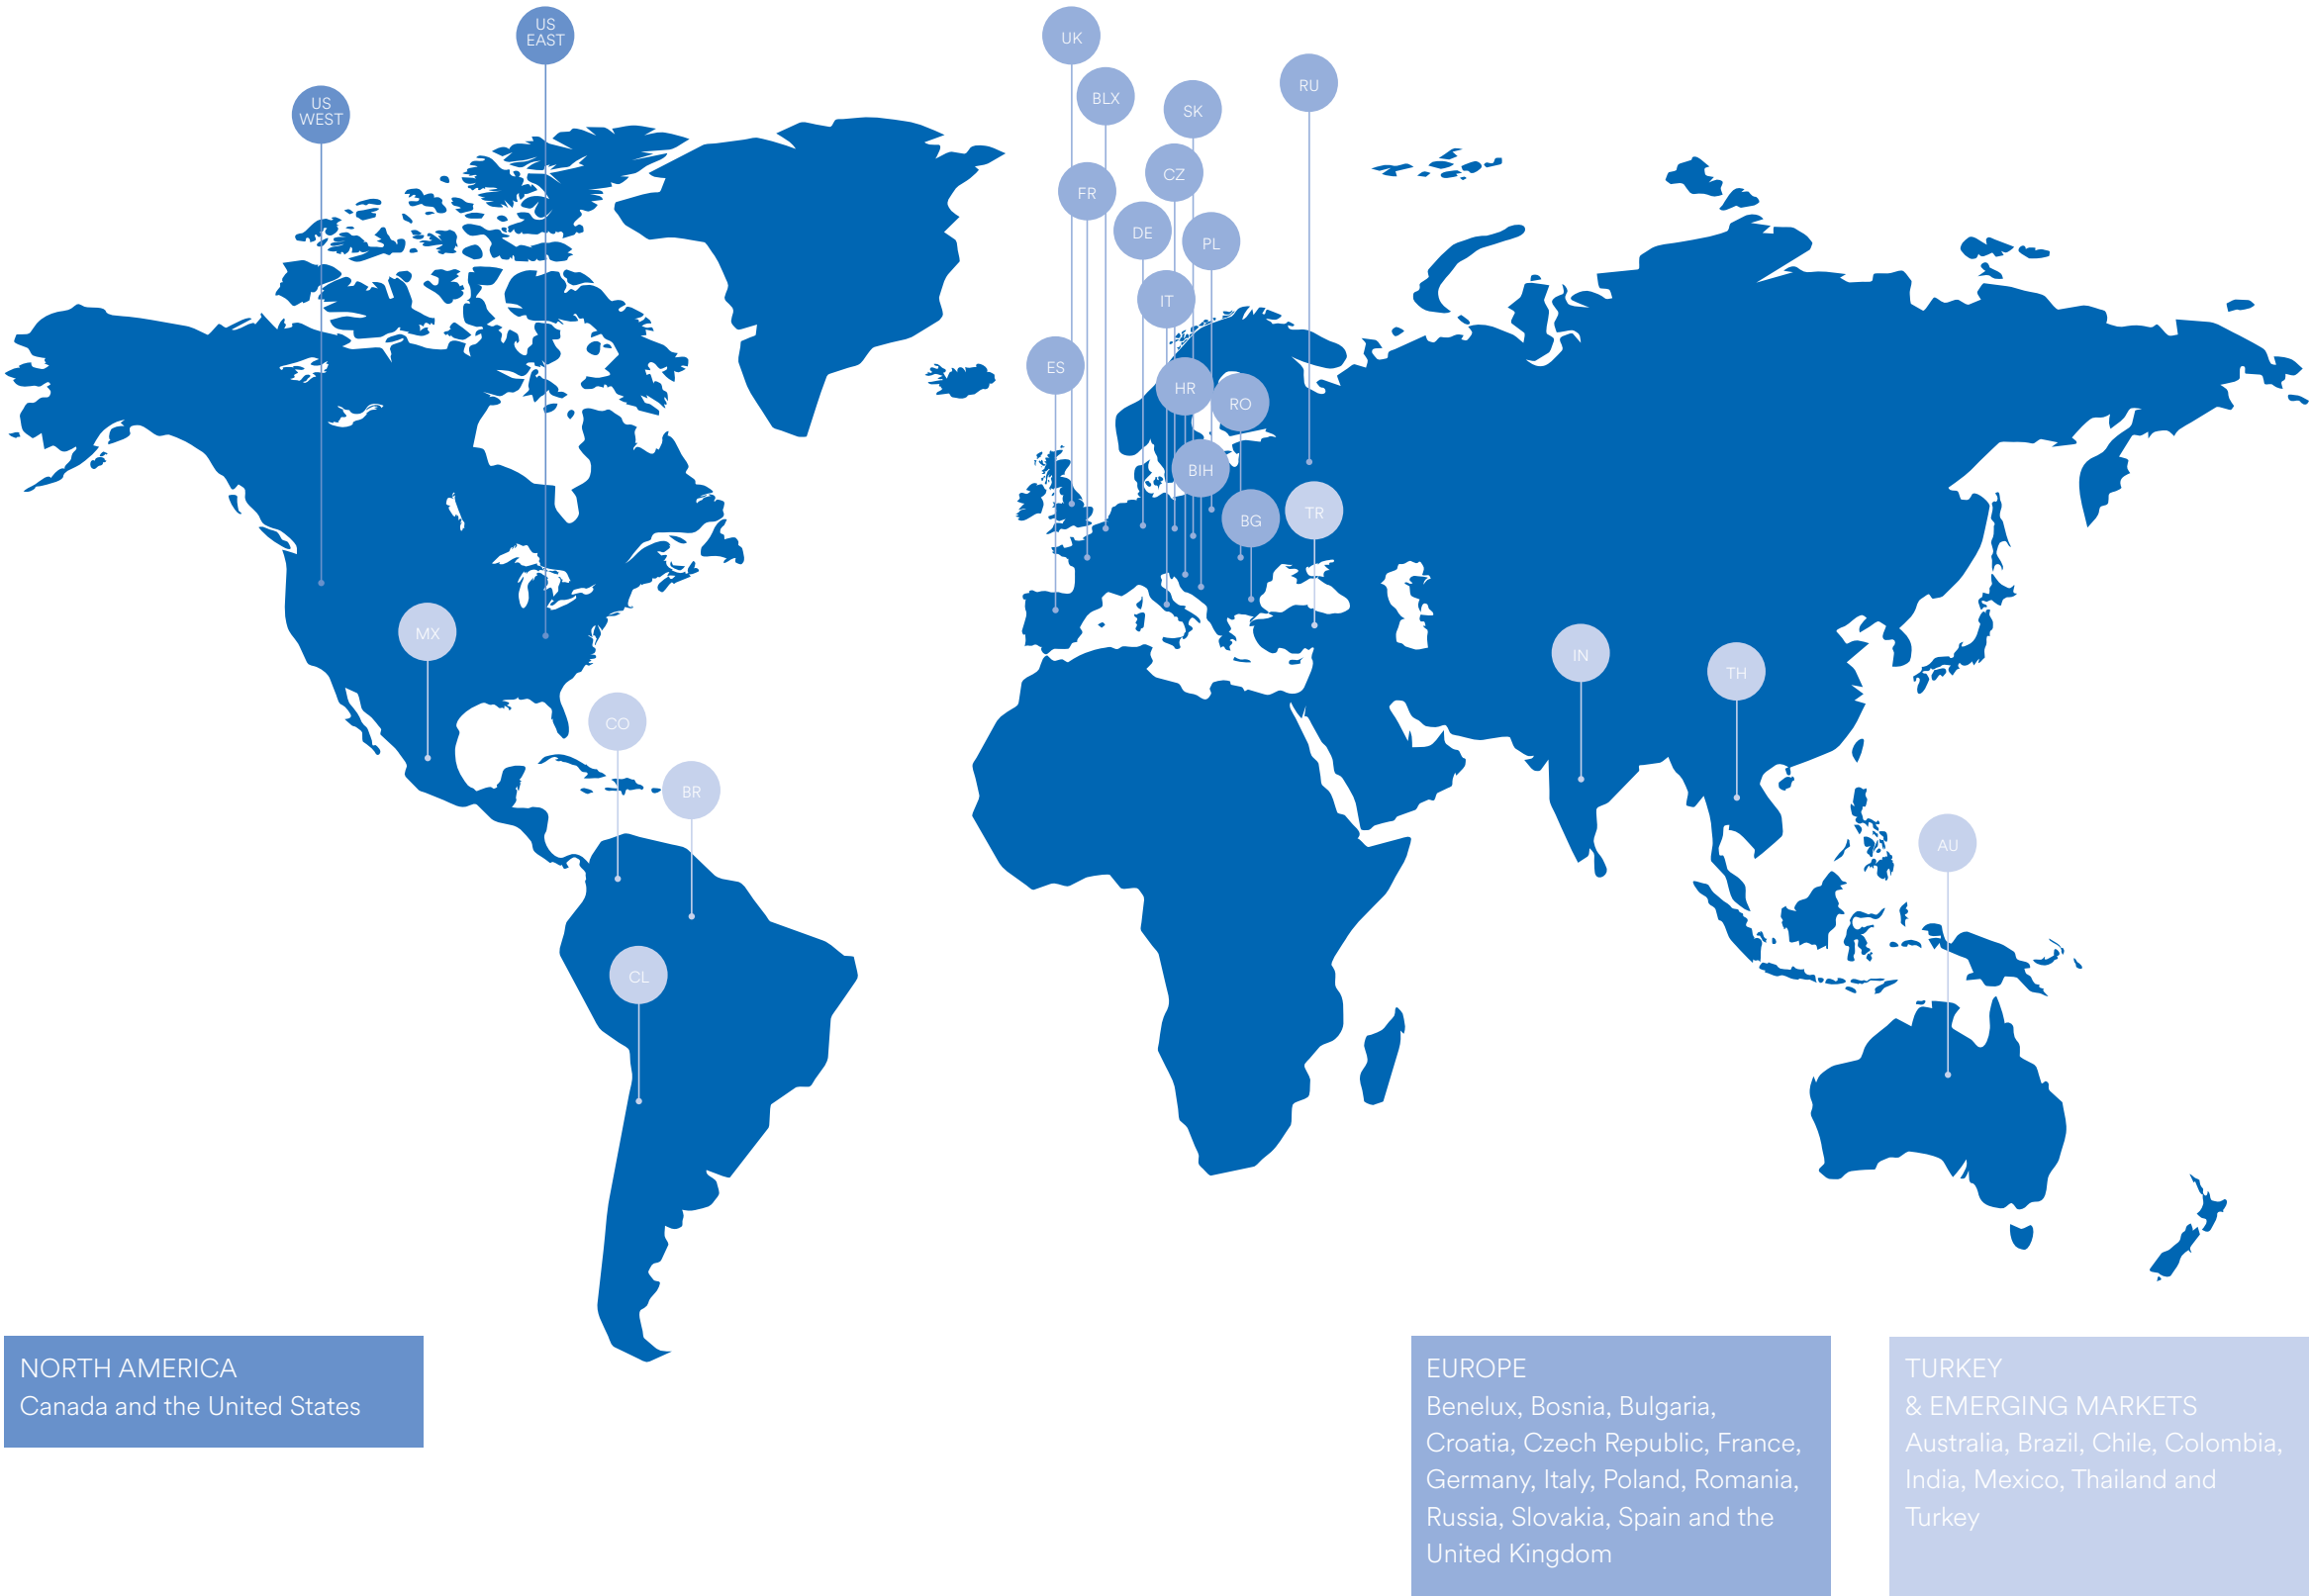 US
EAST
UK
RU
BLX
US
WEST
SK
CZ
FR
DE
PL
IT
ES
HR
RO
BIH
BG
TR
MX
IN
TH
CO
BR
AU
CL
NORTH AMERICA
Canada and the United States
EUROPE
Benelux, Bosnia, Bulgaria,
Croatia, Czech Republic, France,
Germany, Italy, Poland, Romania,
Russia, Slovakia, Spain and the
United Kingdom
TURKEY
& EMERGING MARKETS
Australia, Brazil, Chile, Colombia,
India, Mexico, Thailand and
Turkey